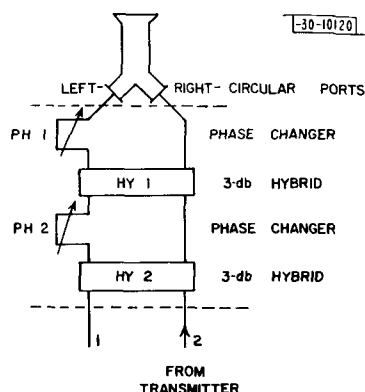 -30-10120
LEFT- RIGHT- CIRCULAR PORTS
PH 1 PHASE CHANGER
HY 1 3-db HYBRID
PH 2 PHASE CHANGER
HY 2 3-db HYBRID
1 2
FROM
TRANSMITTER